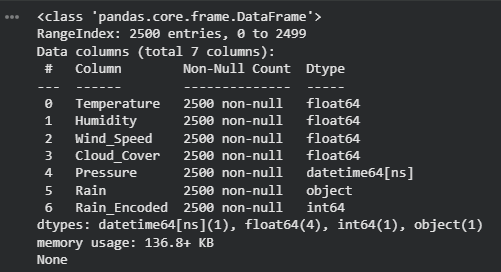 <class 'pandas.core.frame.DataFrame'>
RangeIndex: 2500 entries, 0 to 2499
Data columns (total 7 columns):
 #   Column        Non-Null Count  Dtype
---  ------        --------------  -----
 0   Temperature   2500 non-null   float64
 1   Humidity      2500 non-null   float64
 2   Wind_Speed    2500 non-null   float64
 3   Cloud_Cover   2500 non-null   float64
 4   Pressure      2500 non-null   datetime64[ns]
 5   Rain          2500 non-null   object
 6   Rain_Encoded  2500 non-null   int64
dtypes: datetime64[ns](1), float64(4), int64(1), object(1)
memory usage: 136.8+ KB
None